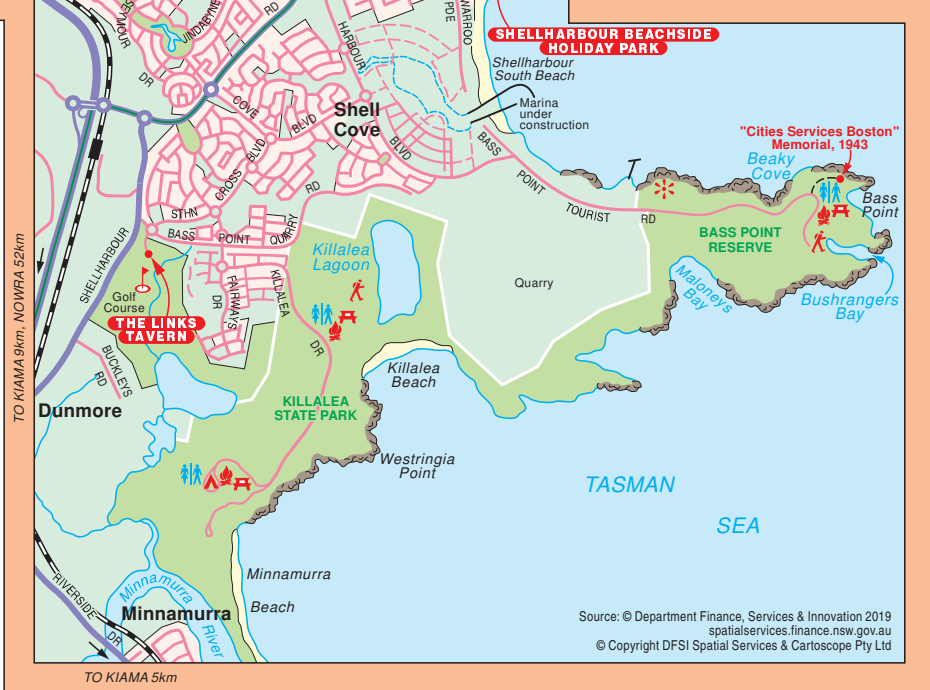 SEYMOUR
JINDABYNE
RD
DR
HARBOUR
PDE
SHELLHARBOUR BEACHSIDE
HOLIDAY PARK
Shellharbour
South Beach
Marina
under
construction
Shell
Cove
COVE
BLVD
BLVD
BLVD
CROSS
RD
BASS
POINT
TOURIST
RD
"Cities Services Boston"
Memorial, 1943
Beaky
Cove
Bass
Point
BASS POINT
RESERVE
Maloneys
Bay
Bushrangers
Bay
STHN
BASS
POINT
QUARRY
SHELLHARBOUR
RD
Killalea
Lagoon
Quarry
Golf
Course
FAIRWAYS
DR
KILLALEA
DR
THE LINKS
TAVERN
BUCKLEYS
RD
Dunmore
Killalea
Beach
KILLALEA
STATE PARK
Westringia
Point
TASMAN
SEA
TO KIAMA 9km, NOWRA 52km
Minnamurra
Beach
RIVERSIDE
DR
Minnamurra
River
Minnamurra
Source: © Department Finance, Services & Innovation 2019
spatialservices.finance.nsw.gov.au
© Copyright DFSI Spatial Services & Cartoscope Pty Ltd
TO KIAMA 5km